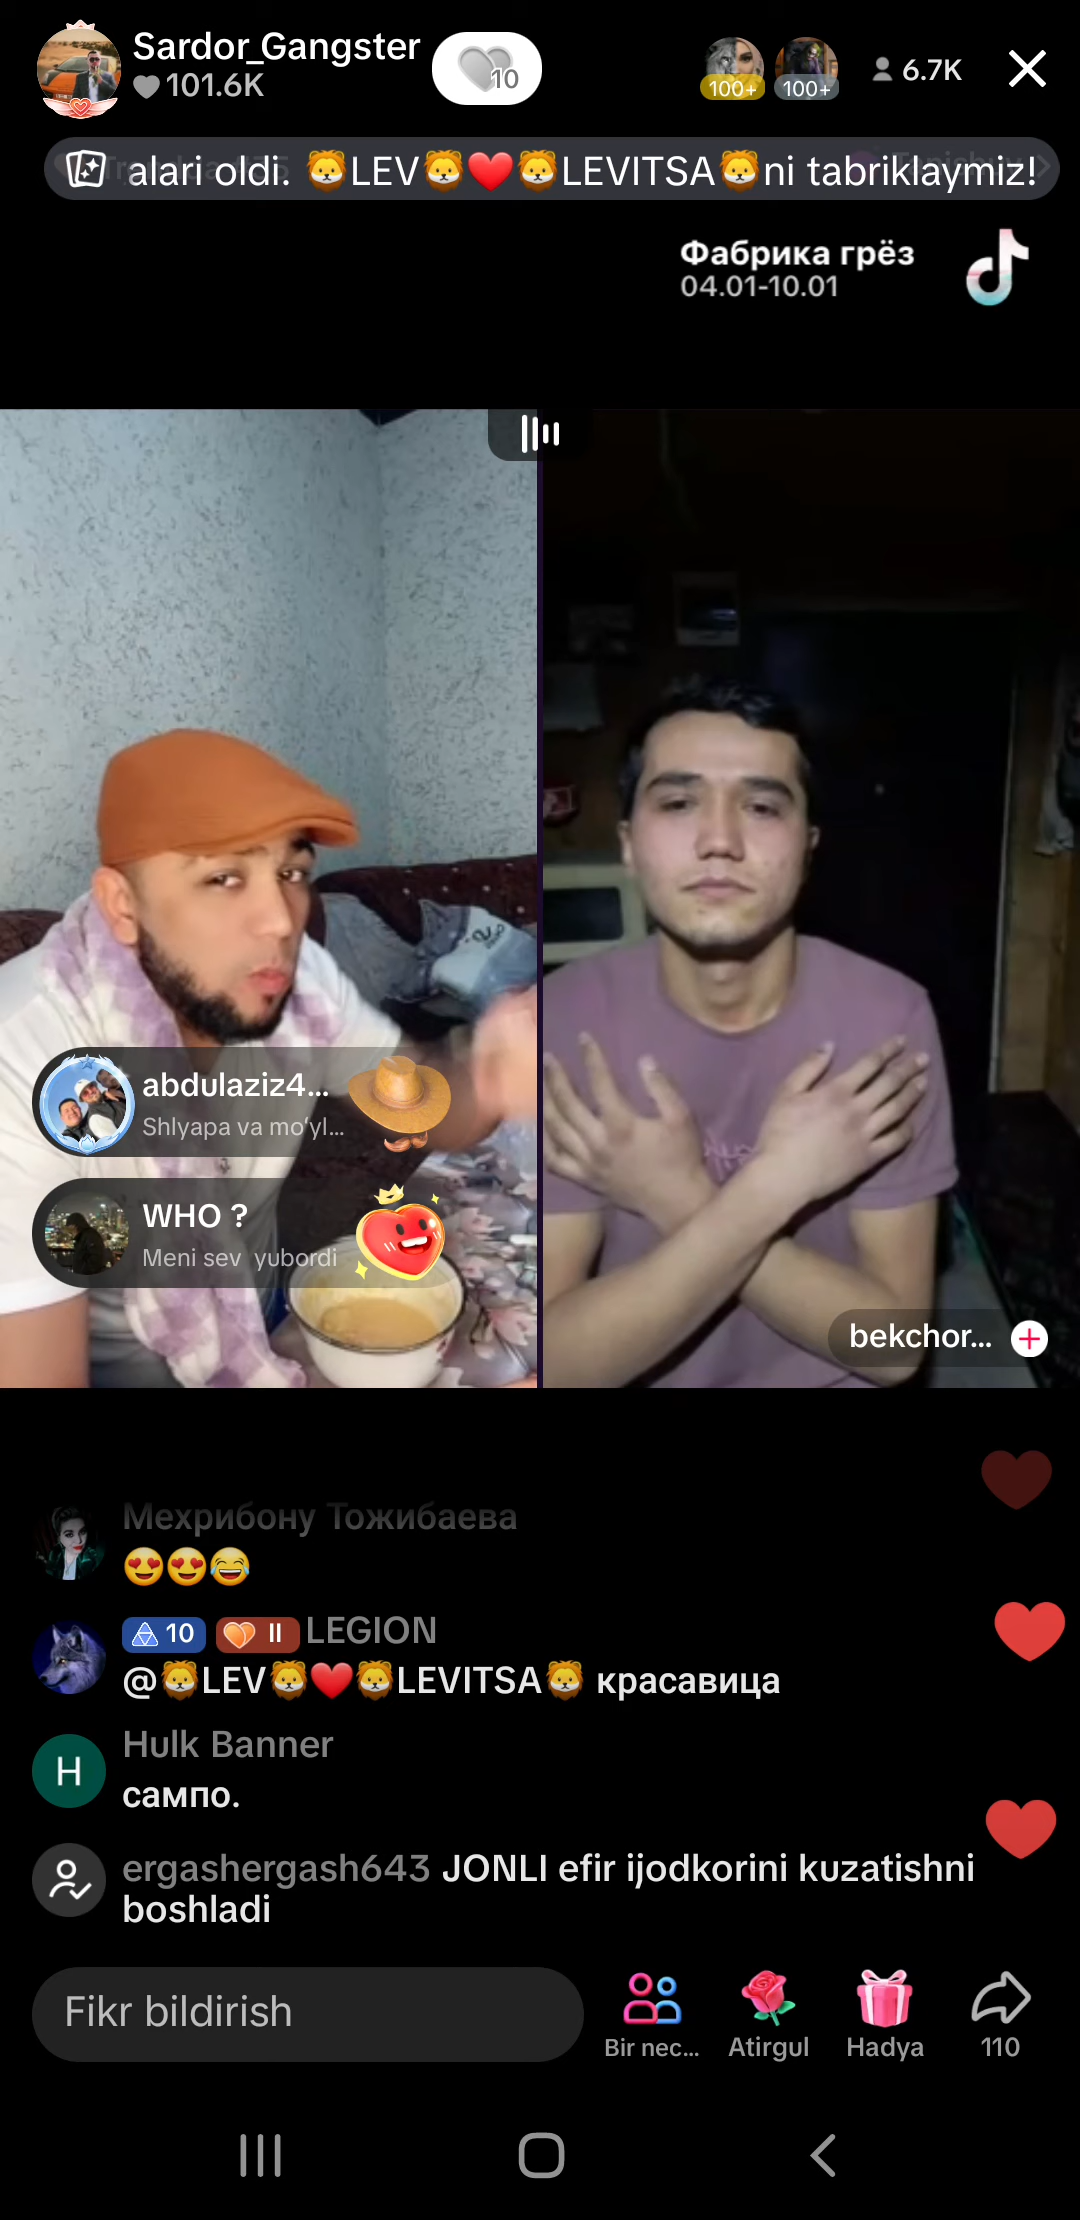 Sardor_Gangster
101.6K
10
100+
100+
6.7K
alari oldi. 🦁LEV🦁❤️🦁LEVITSA🦁ni tabriklaymiz!
Фабрика грёз
04.01-10.01
abdulaziz4...
Shlyapa va moʻyl...
WHO ?
Meni sev yubordi
bekchor...
Мехрибону Тожибаева
😍😍😂
10 II LEGION
@🦁LEV🦁❤️🦁LEVITSA🦁 красавица
H
Hulk Banner
сампо.
ergashergash643 JONLI efir ijodkorini kuzatishni
boshladi
Fikr bildirish
Bir nec...
Atirgul
Hadya
110